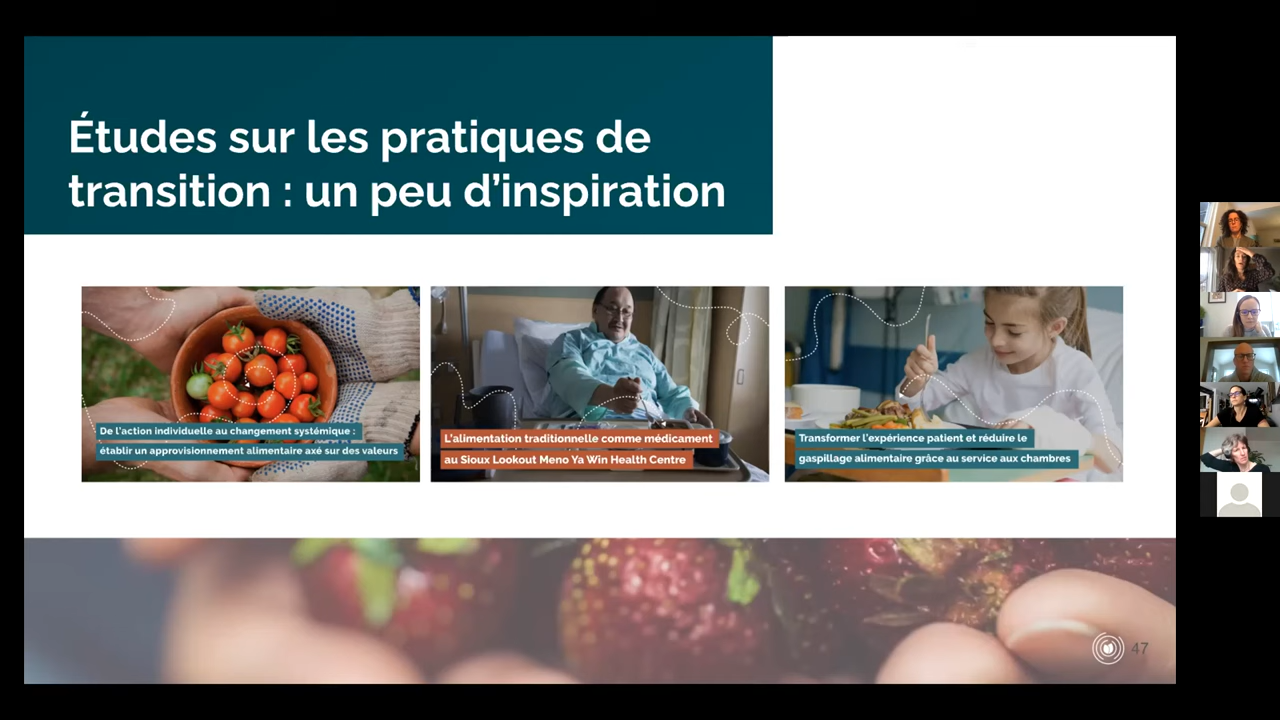 Études sur les pratiques de
transition : un peu d’inspiration
De l’action individuelle au changement systémique :
établir un approvisionnement alimentaire axé sur des valeurs
L’alimentation traditionnelle comme médicament
au Sioux Lookout Meno Ya Win Health Centre
Transformer l’expérience patient et réduire le
gaspillage alimentaire grâce au service aux chambres
47